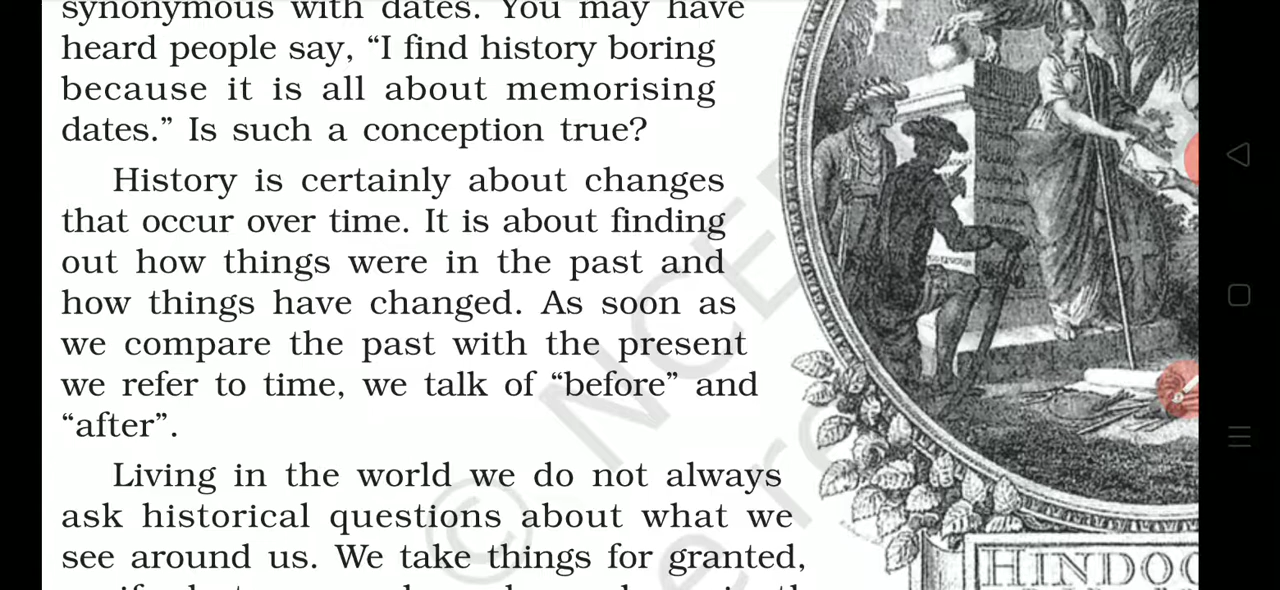 synonymous with dates. You may have
heard people say, “I find history boring
because it is all about memorising
dates.” Is such a conception true?
History is certainly about changes
that occur over time. It is about finding
out how things were in the past and
how things have changed. As soon as
we compare the past with the present
we refer to time, we talk of “before” and
“after”.
Living in the world we do not always
ask historical questions about what we
see around us. We take things for granted,
HINDOO
© NCE
e re